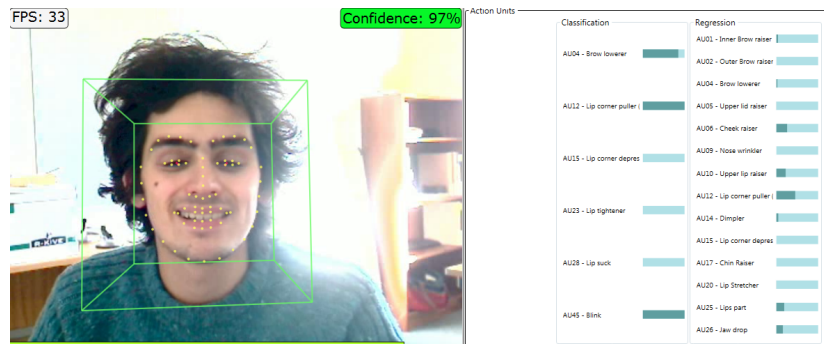 FPS: 33
Confidence: 97%
Action Units
Classification
AU04 - Brow lowerer
AU12 - Lip corner puller (
AU15 - Lip corner depres
AU23 - Lip tightener
AU28 - Lip suck
AU45 - Blink
Regression
AU01 - Inner Brow raiser
AU02 - Outer Brow raiser
AU04 - Brow lowerer
AU05 - Upper lid raiser
AU06 - Cheek raiser
AU09 - Nose wrinkler
AU10 - Upper lip raiser
AU12 - Lip corner puller (
AU14 - Dimpler
AU15 - Lip corner depres
AU17 - Chin Raiser
AU20 - Lip Stretcher
AU25 - Lips part
AU26 - Jaw drop